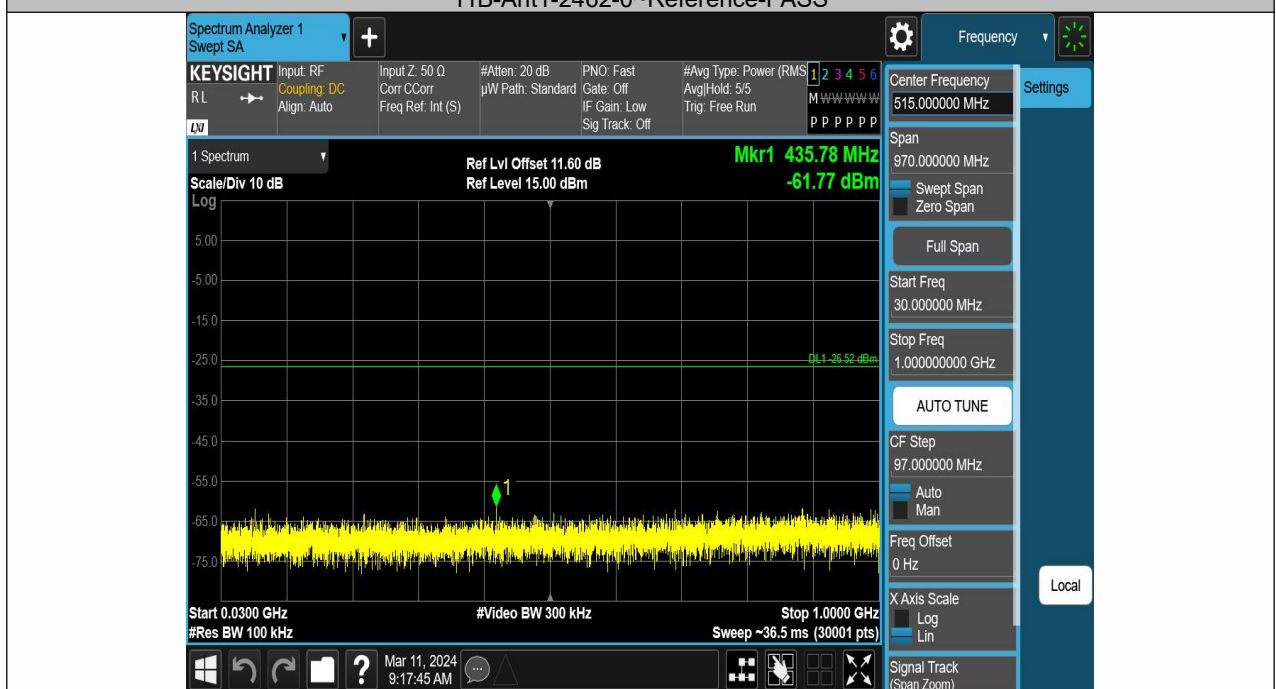 11B-Ant1-2462-0~Reference-PASS
Spectrum Analyzer 1
Swept SA
+
Frequency
KEYSIGHT
RL
LXI
Input: RF
Coupling: DC
Align: Auto
Input Z: 50 Ω
Corr CCorr
Freq Ref: Int (S)
#Atten: 20 dB
µW Path: Standard
PNO: Fast
Gate: Off
IF Gain: Low
Sig Track: Off
#Avg Type: Power (RMS
Avg|Hold: 5/5
Trig: Free Run
1 2 3 4 5 6
M W W W W W
P P P P P P
1 Spectrum
Scale/Div 10 dB
Log
Ref Lvl Offset 11.60 dB
Ref Level 15.00 dBm
Mkr1 435.78 MHz
-61.77 dBm
5.00
-5.00
-15.0
-25.0
-35.0
-45.0
-55.0
-65.0
-75.0
DL1 -26.52 dBm
1
Start 0.0300 GHz
#Res BW 100 kHz
#Video BW 300 kHz
Stop 1.0000 GHz
Sweep ~36.5 ms (30001 pts)
?
Mar 11, 2024
9:17:45 AM
Center Frequency
515.000000 MHz
Span
970.000000 MHz
Swept Span
Zero Span
Full Span
Start Freq
30.000000 MHz
Stop Freq
1.000000000 GHz
AUTO TUNE
CF Step
97.000000 MHz
Auto
Man
Freq Offset
0 Hz
X Axis Scale
Log
Lin
Signal Track
(Span Zoom)
Settings
Local